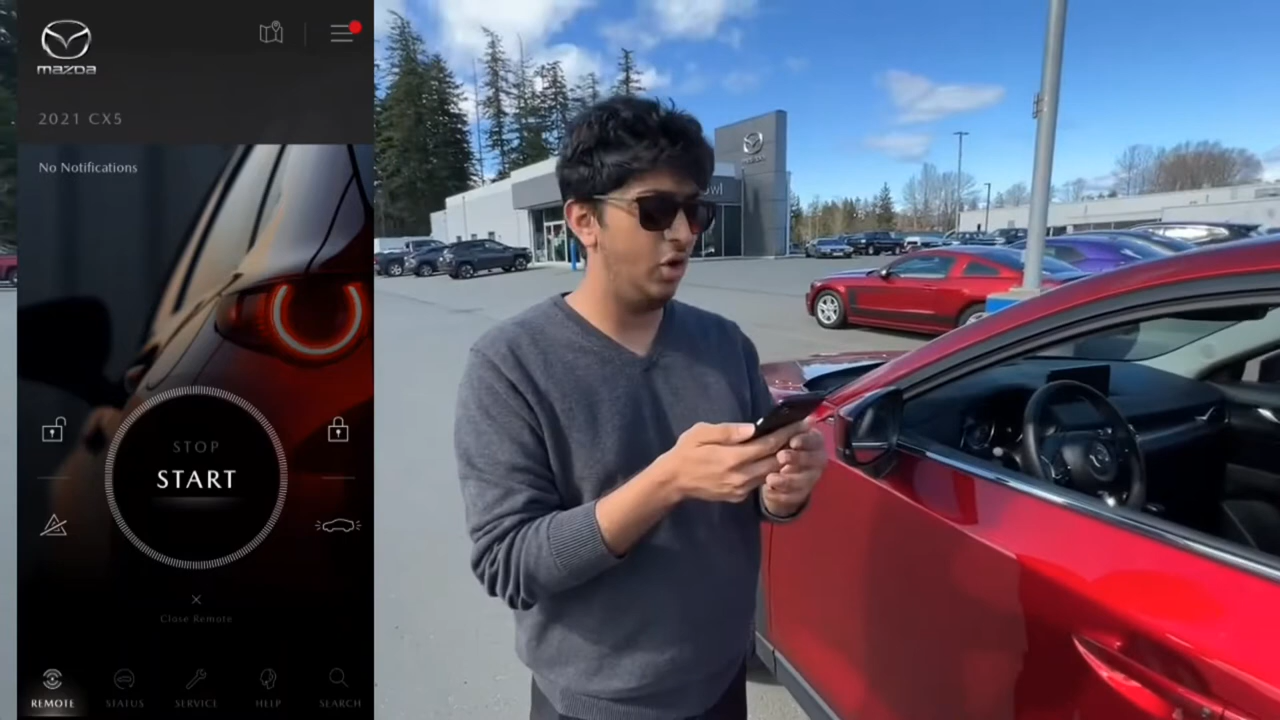 mazda
2021 CX5
No Notifications
STOP
START
Close Remote
REMOTE
STATUS
SERVICE
HELP
SEARCH